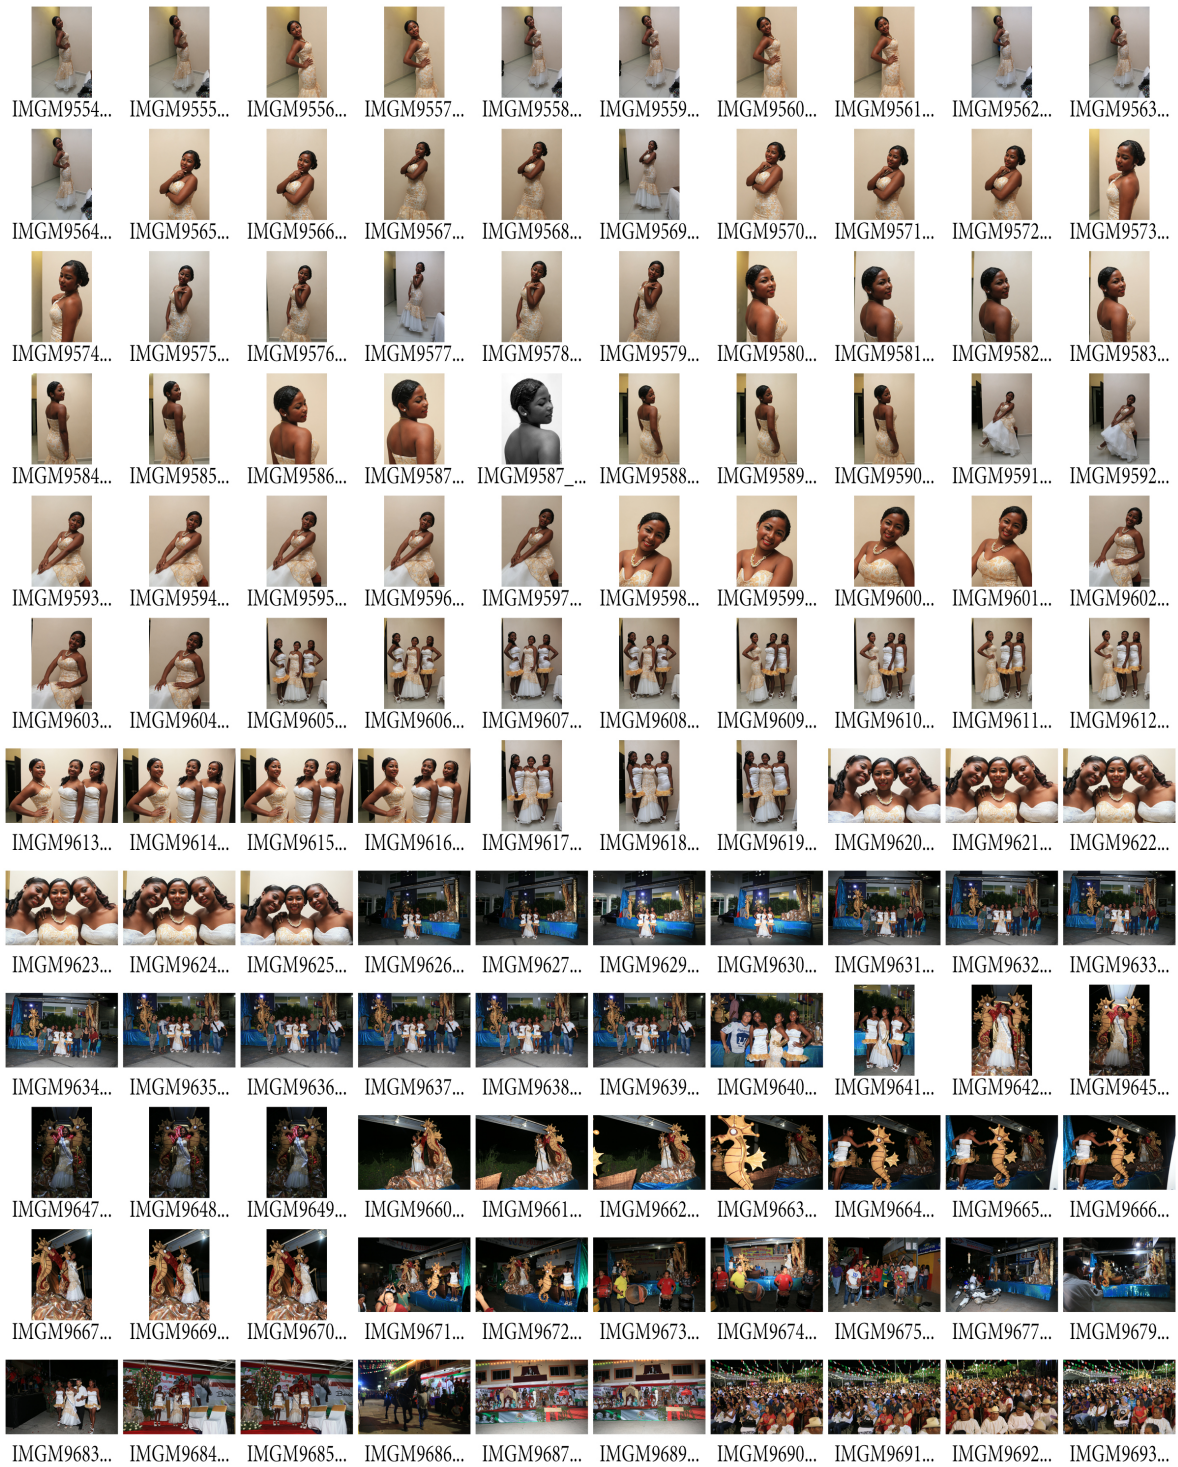 IMGM9554... IMGM9555... IMGM9556... IMGM9557... IMGM9558... IMGM9559... IMGM9560... IMGM9561... IMGM9562... IMGM9563...
IMGM9564... IMGM9565... IMGM9566... IMGM9567... IMGM9568... IMGM9569... IMGM9570... IMGM9571... IMGM9572... IMGM9573...
IMGM9574... IMGM9575... IMGM9576... IMGM9577... IMGM9578... IMGM9579... IMGM9580... IMGM9581... IMGM9582... IMGM9583...
IMGM9584... IMGM9585... IMGM9586... IMGM9587... IMGM9587_... IMGM9588... IMGM9589... IMGM9590... IMGM9591... IMGM9592...
IMGM9593... IMGM9594... IMGM9595... IMGM9596... IMGM9597... IMGM9598... IMGM9599... IMGM9600... IMGM9601... IMGM9602...
IMGM9603... IMGM9604... IMGM9605... IMGM9606... IMGM9607... IMGM9608... IMGM9609... IMGM9610... IMGM9611... IMGM9612...
IMGM9613... IMGM9614... IMGM9615... IMGM9616... IMGM9617... IMGM9618... IMGM9619... IMGM9620... IMGM9621... IMGM9622...
IMGM9623... IMGM9624... IMGM9625... IMGM9626... IMGM9627... IMGM9629... IMGM9630... IMGM9631... IMGM9632... IMGM9633...
IMGM9634... IMGM9635... IMGM9636... IMGM9637... IMGM9638... IMGM9639... IMGM9640... IMGM9641... IMGM9642... IMGM9645...
IMGM9647... IMGM9648... IMGM9649... IMGM9660... IMGM9661... IMGM9662... IMGM9663... IMGM9664... IMGM9665... IMGM9666...
IMGM9667... IMGM9669... IMGM9670... IMGM9671... IMGM9672... IMGM9673... IMGM9674... IMGM9675... IMGM9677... IMGM9679...
IMGM9683... IMGM9684... IMGM9685... IMGM9686... IMGM9687... IMGM9689... IMGM9690... IMGM9691... IMGM9692... IMGM9693...